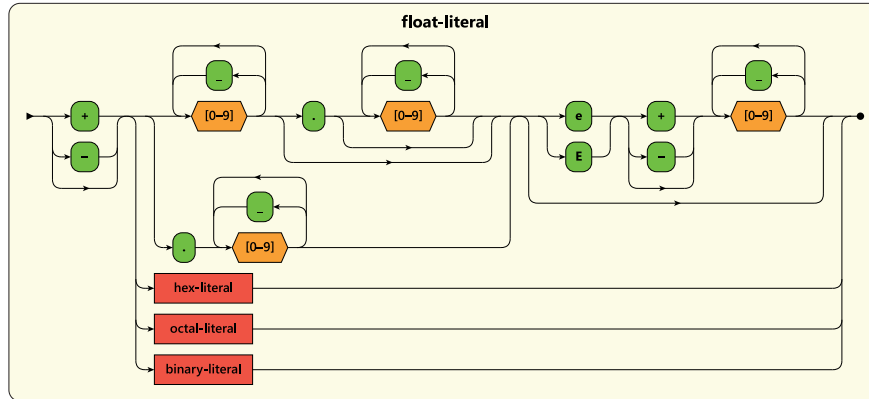 float-literal
_ _ _
+ [0–9] . [0–9] e + [0–9]
– E –
_
. [0–9]
hex-literal
octal-literal
binary-literal